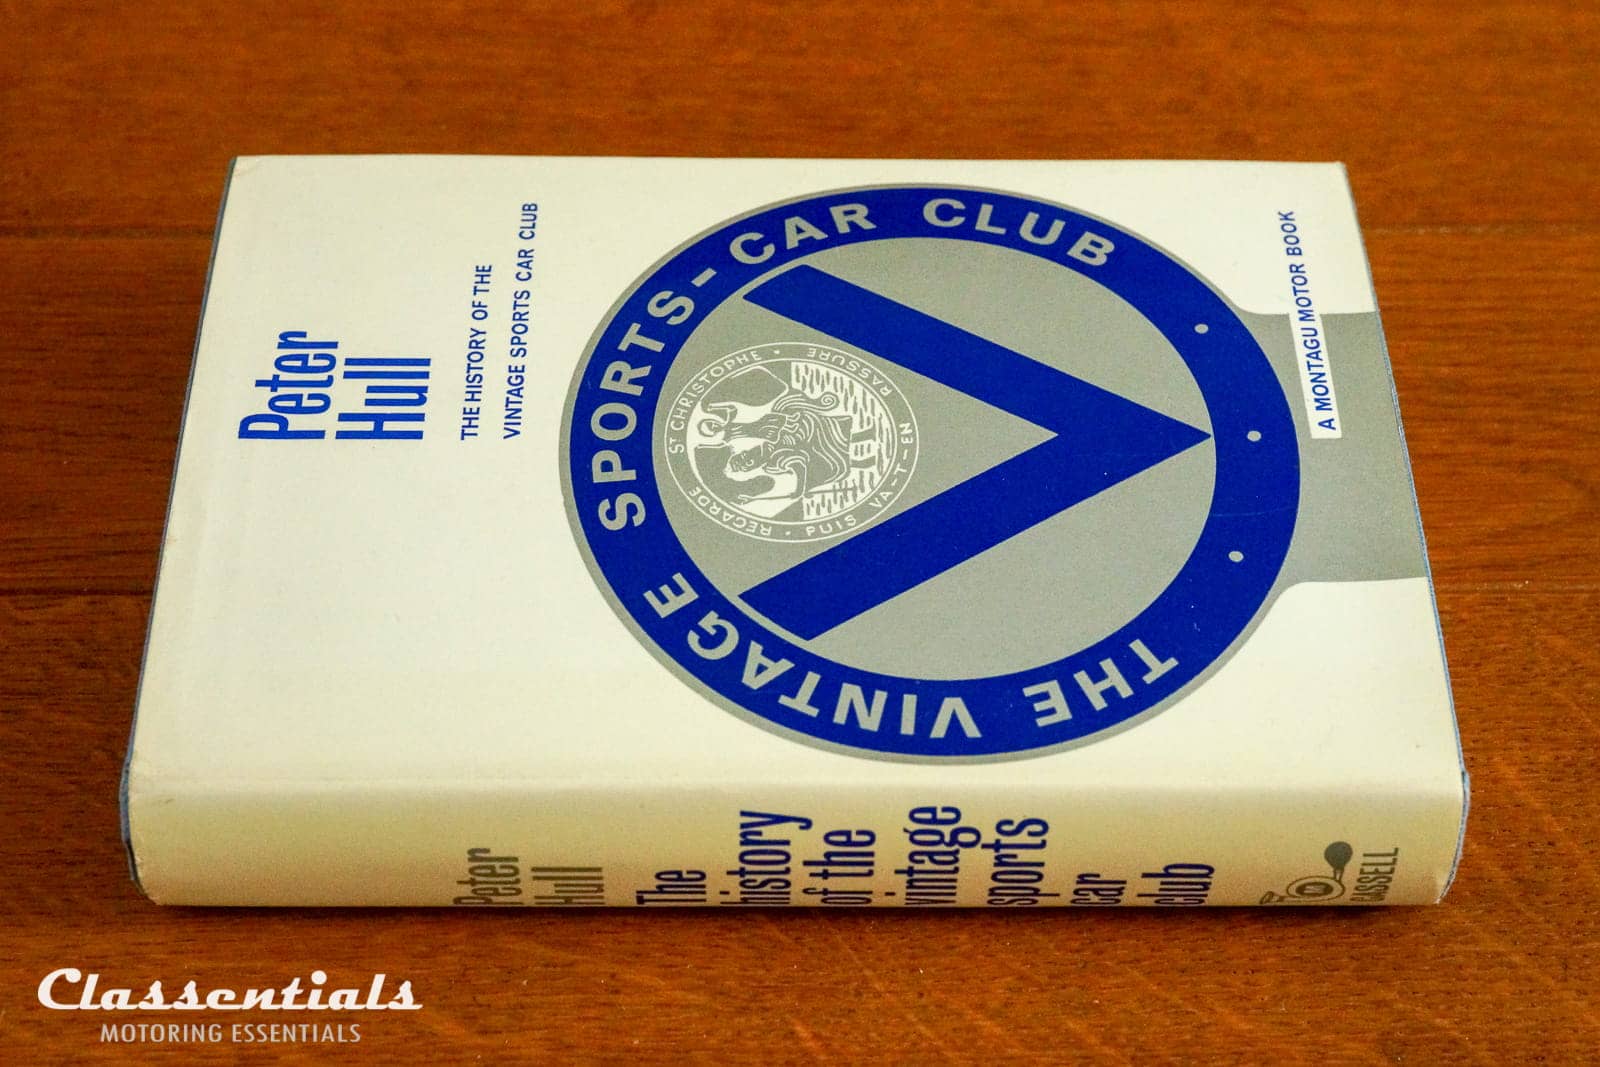 Peter
Hull
THE HISTORY OF THE
VINTAGE SPORTS CAR CLUB
THE VINTAGE SPORTS-CAR CLUB
ST CHRISTOPHE • RASSURE
REGARDE • PUIS VA-T-EN
A MONTAGU MOTOR BOOK
Peter
Hull
The
history
of the
vintage
sports
car
club
CASSELL
Classentials
MOTORING ESSENTIALS